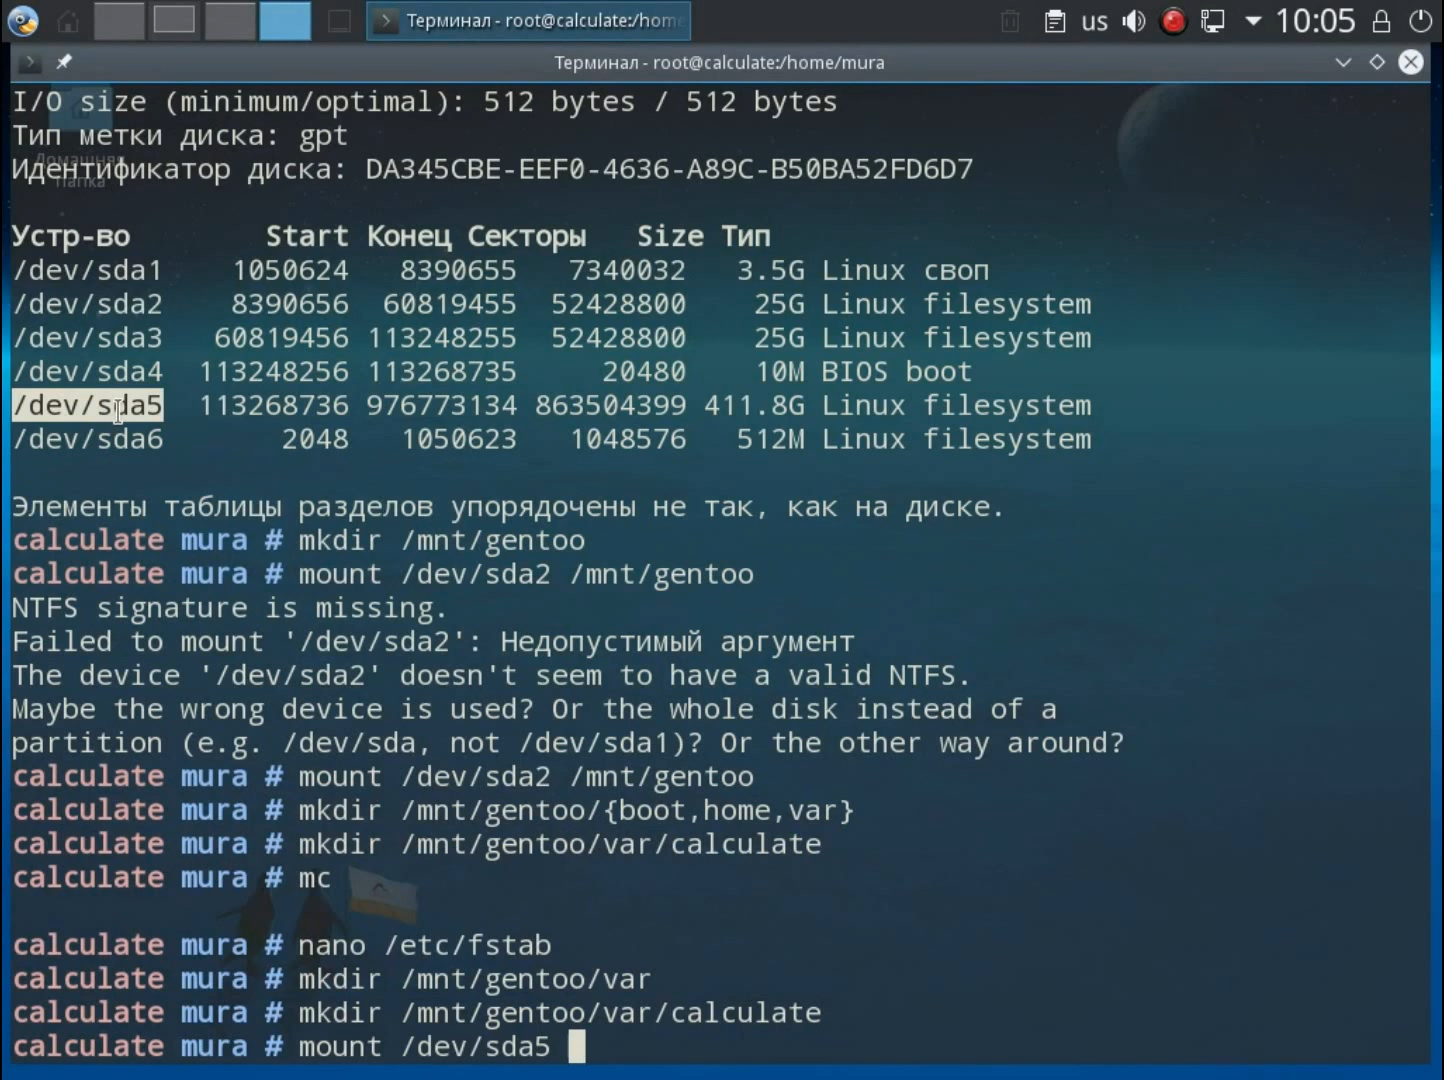 Терминал - root@calculate:/home
us
10:05
Терминал - root@calculate:/home/mura
I/O size (minimum/optimal): 512 bytes / 512 bytes
Тип метки диска: gpt
Домашняя
Идентификатор диска: DA345CBE-EEF0-4636-A89C-B50BA52FD6D7
папка
Устр-во Start Конец Секторы Size Тип
/dev/sda1 1050624 8390655 7340032 3.5G Linux своп
/dev/sda2 8390656 60819455 52428800 25G Linux filesystem
/dev/sda3 60819456 113248255 52428800 25G Linux filesystem
/dev/sda4 113248256 113268735 20480 10M BIOS boot
/dev/sda5 113268736 976773134 863504399 411.8G Linux filesystem
/dev/sda6 2048 1050623 1048576 512M Linux filesystem
Элементы таблицы разделов упорядочены не так, как на диске.
calculate mura # mkdir /mnt/gentoo
calculate mura # mount /dev/sda2 /mnt/gentoo
NTFS signature is missing.
Failed to mount '/dev/sda2': Недопустимый аргумент
The device '/dev/sda2' doesn't seem to have a valid NTFS.
Maybe the wrong device is used? Or the whole disk instead of a
partition (e.g. /dev/sda, not /dev/sda1)? Or the other way around?
calculate mura # mount /dev/sda2 /mnt/gentoo
calculate mura # mkdir /mnt/gentoo/{boot,home,var}
calculate mura # mkdir /mnt/gentoo/var/calculate
calculate mura # mc
calculate mura # nano /etc/fstab
calculate mura # mkdir /mnt/gentoo/var
calculate mura # mkdir /mnt/gentoo/var/calculate
calculate mura # mount /dev/sda5